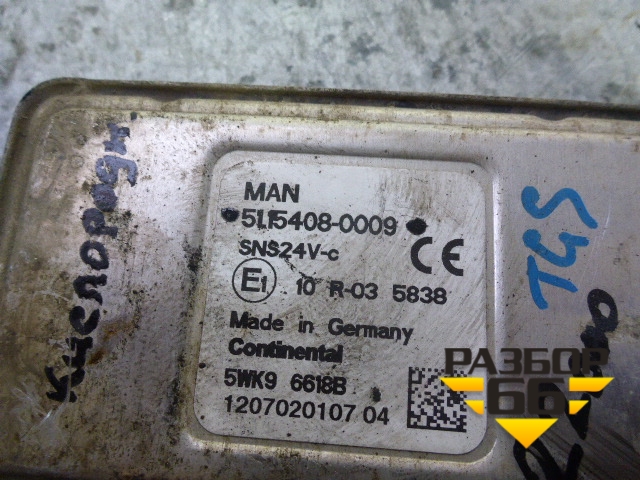 MAN
51.15408-0009
SNS24V-c
CE
E1 10 R-03 5838
Made in Germany
Continental
5WK9 6618B
1207020107 04
Кислородн
TGS
РАЗБОР
66